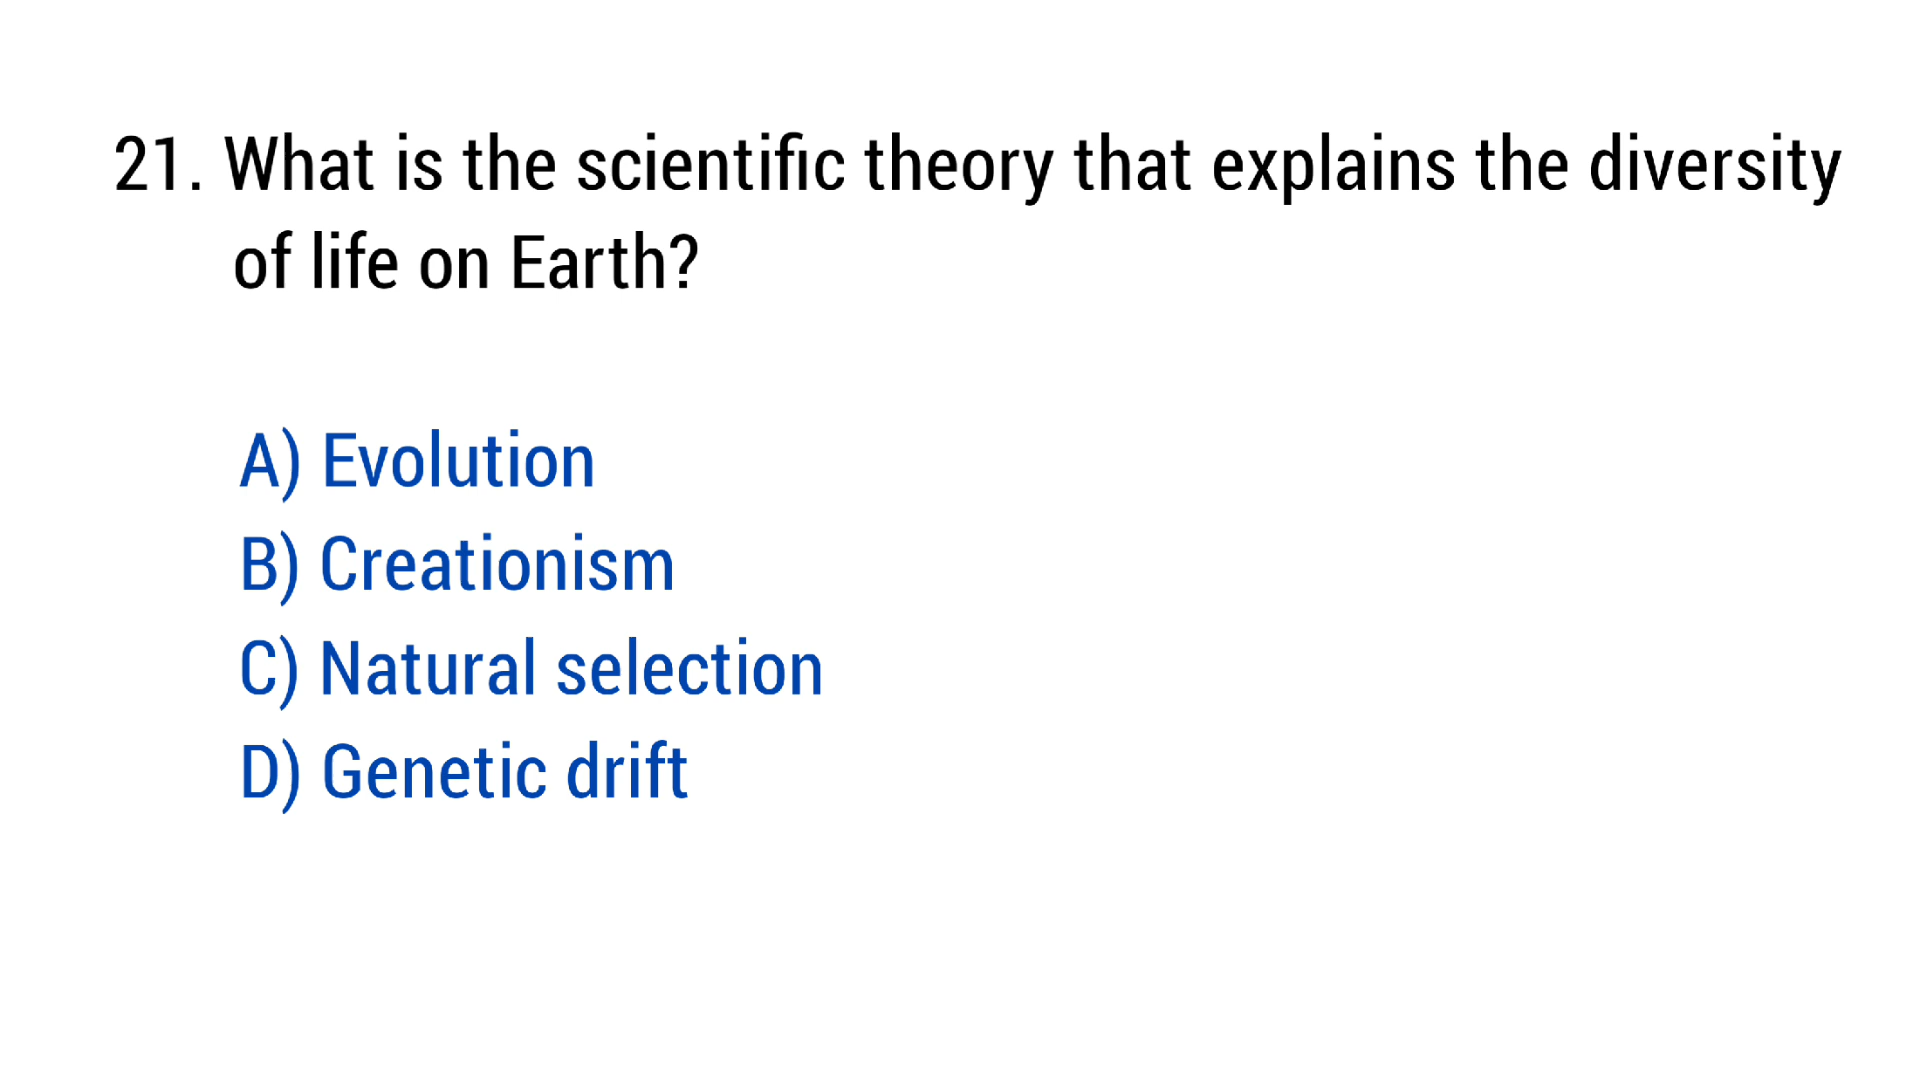 21. What is the scientific theory that explains the diversity
of life on Earth?
A) Evolution
B) Creationism
C) Natural selection
D) Genetic drift